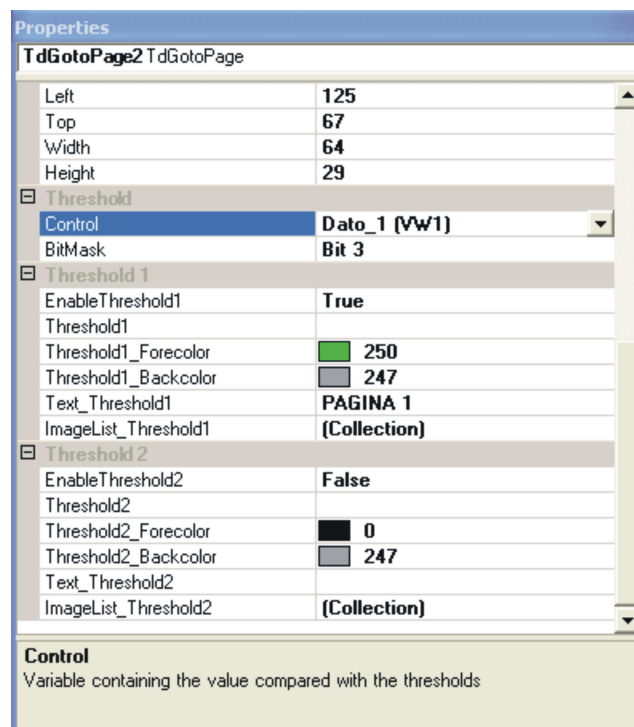 Properties
TdGotoPage2 TdGotoPage
Left 125
Top 67
Width 64
Height 29
Threshold
Control Dato_1 (VW1)
BitMask Bit 3
Threshold 1
EnableThreshold1 True
Threshold1
Threshold1_Forecolor 250
Threshold1_Backcolor 247
Text_Threshold1 PAGINA 1
ImageList_Threshold1 (Collection)
Threshold 2
EnableThreshold2 False
Threshold2
Threshold2_Forecolor 0
Threshold2_Backcolor 247
Text_Threshold2
ImageList_Threshold2 (Collection)
Control
Variable containing the value compared with the thresholds